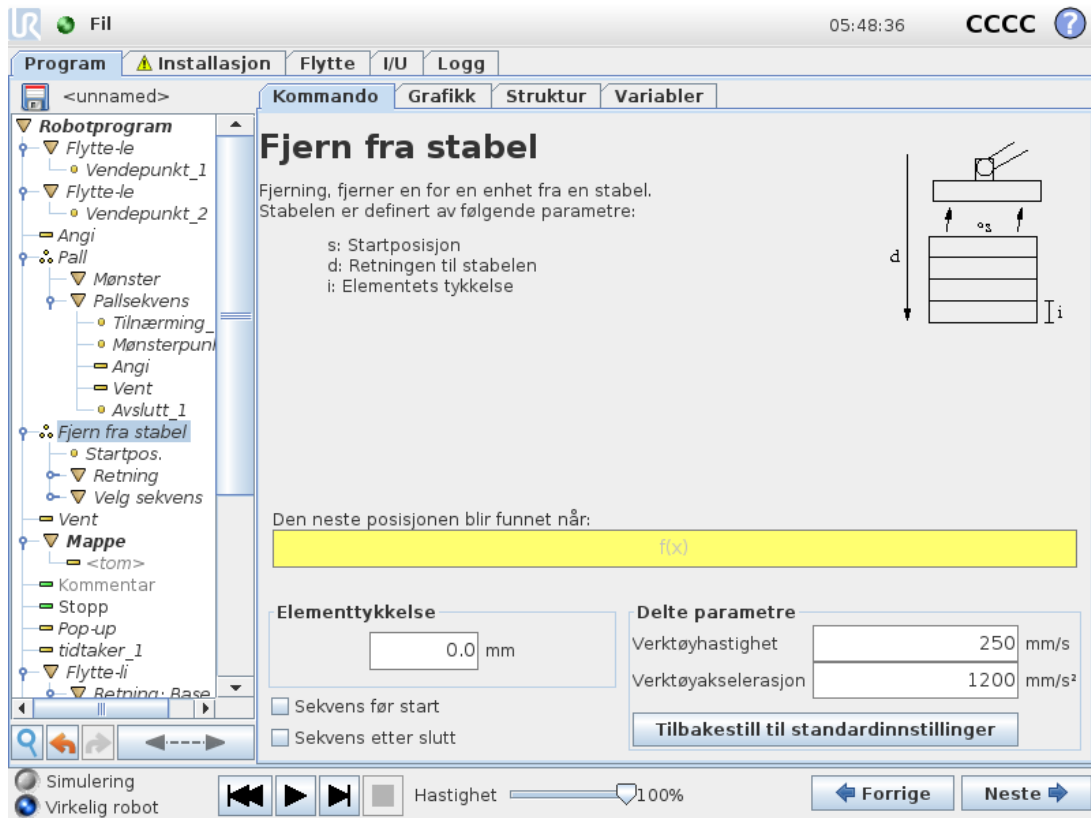 Fil
05:48:36
CCCC
?
Program
Installasjon
Flytte
I/U
Logg
<unnamed>
Kommando
Grafikk
Struktur
Variabler
Robotprogram
Flytte-le
Vendepunkt_1
Flytte-le
Vendepunkt_2
Angi
Pall
Mønster
Pallsekvens
Tilnærming_
Mønsterpunk
Angi
Vent
Avslutt_1
Fjern fra stabel
Startpos.
Retning
Velg sekvens
Vent
Mappe
<tom>
Kommentar
Stopp
Pop-up
tidtaker_1
Flytte-li
Retning: Base
Fjern fra stabel
Fjerning, fjerner en for en enhet fra en stabel.
Stabelen er definert av følgende parametre:
s: Startposisjon
d: Retningen til stabelen
i: Elementets tykkelse
d
s
i
Den neste posisjonen blir funnet når:
f(x)
Elementtykkelse
0.0 mm
Sekvens før start
Sekvens etter slutt
Delte parametre
Verktøyhastighet 250 mm/s
Verktøyakselerasjon 1200 mm/s²
Tilbakestill til standardinnstillinger
Simulering
Virkelig robot
Hastighet 100%
Forrige
Neste